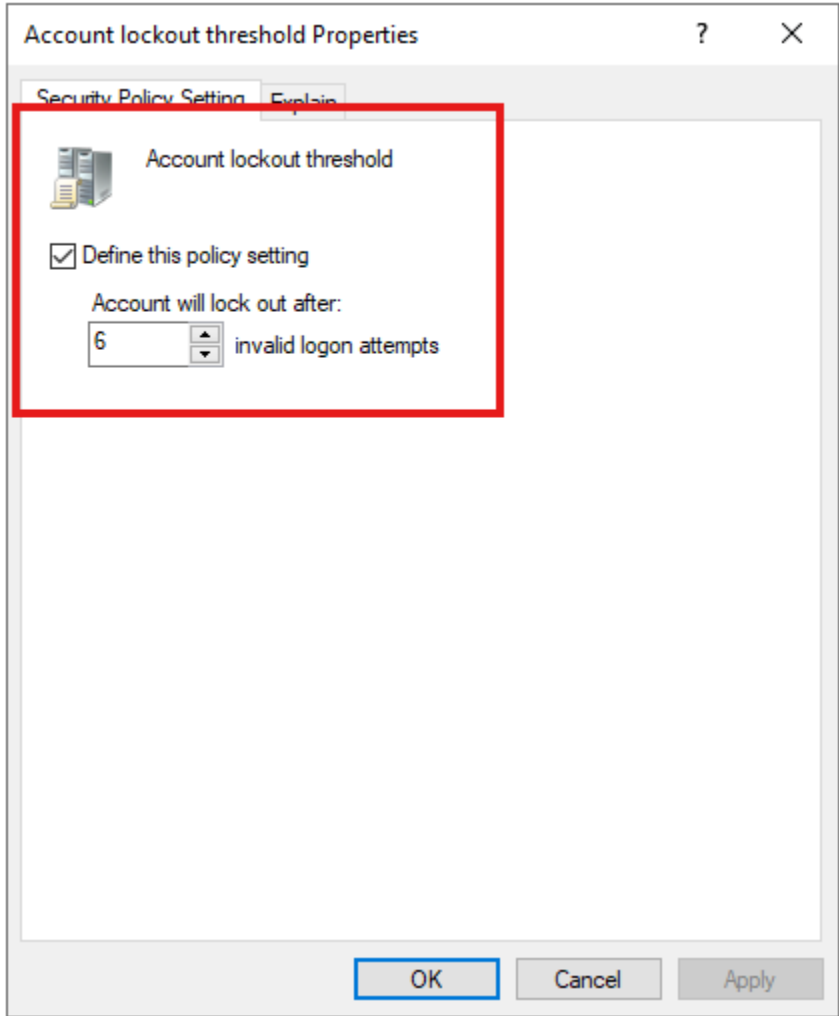 Account lockout threshold Properties ? ×
Security Policy Setting Explain
Account lockout threshold
Define this policy setting
Account will lock out after:
6 invalid logon attempts
OK Cancel Apply